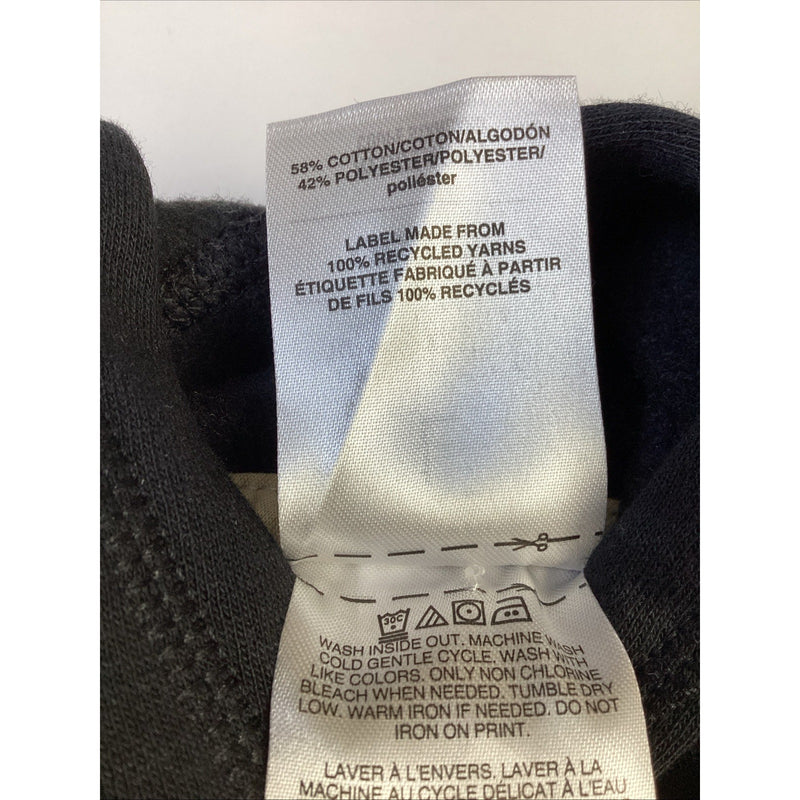 58% COTTON/COTON/ALGODÓN
42% POLYESTER/POLYESTER/
poliéster
LABEL MADE FROM
100% RECYCLED YARNS
ÉTIQUETTE FABRIQUÉ À PARTIR
DE FILS 100% RECYCLÉS
30C
WASH INSIDE OUT. MACHINE WASH
COLD GENTLE CYCLE. WASH WITH
LIKE COLORS. ONLY NON CHLORINE
BLEACH WHEN NEEDED. TUMBLE DRY
LOW. WARM IRON IF NEEDED. DO NOT
IRON ON PRINT.
LAVER À L'ENVERS. LAVER À LA
MACHINE AU CYCLE DÉLICAT À L'EAU